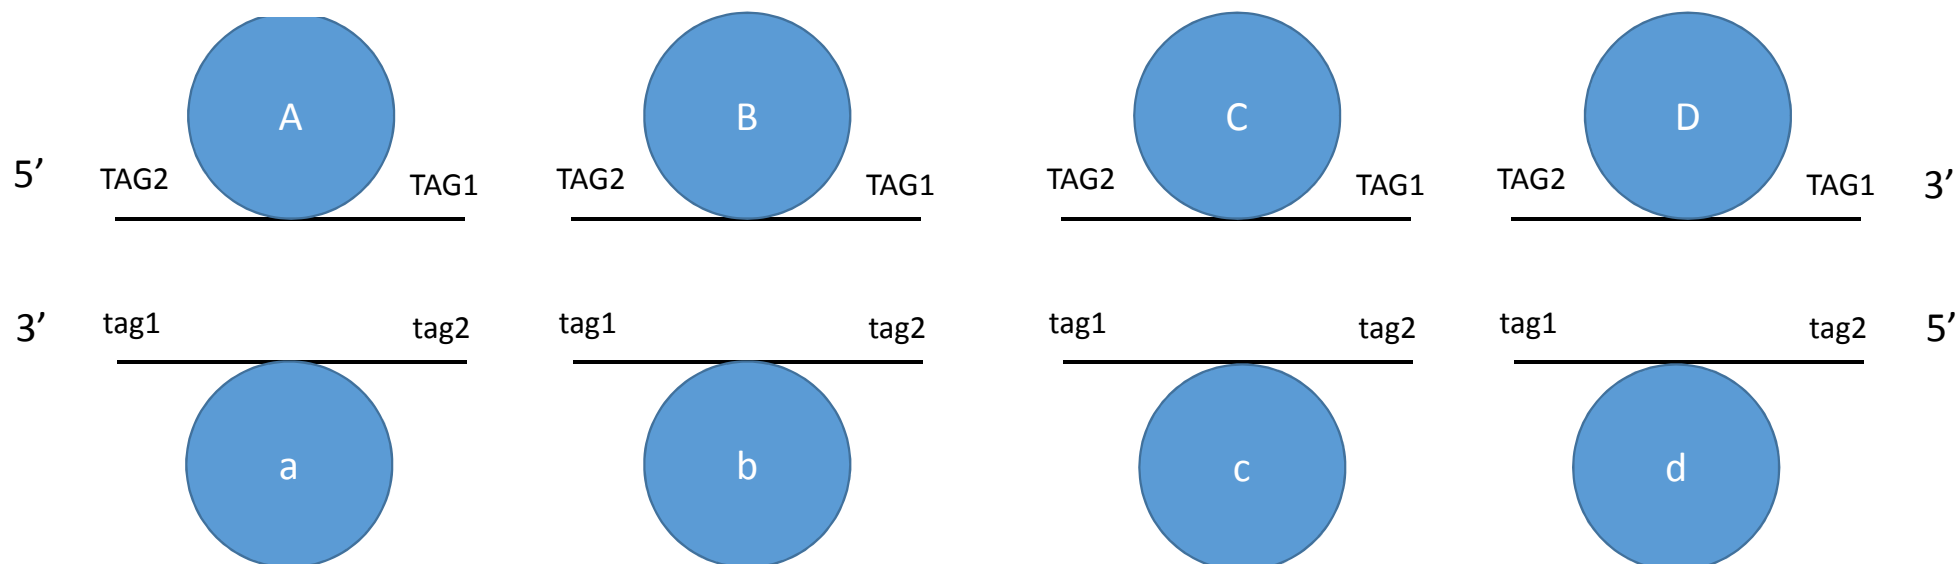 A B C D
5’ TAG2 TAG1 TAG2 TAG1 TAG2 TAG1 TAG2 TAG1 3’
3’ tag1 tag2 tag1 tag2 tag1 tag2 tag1 tag2 5’
a b c d